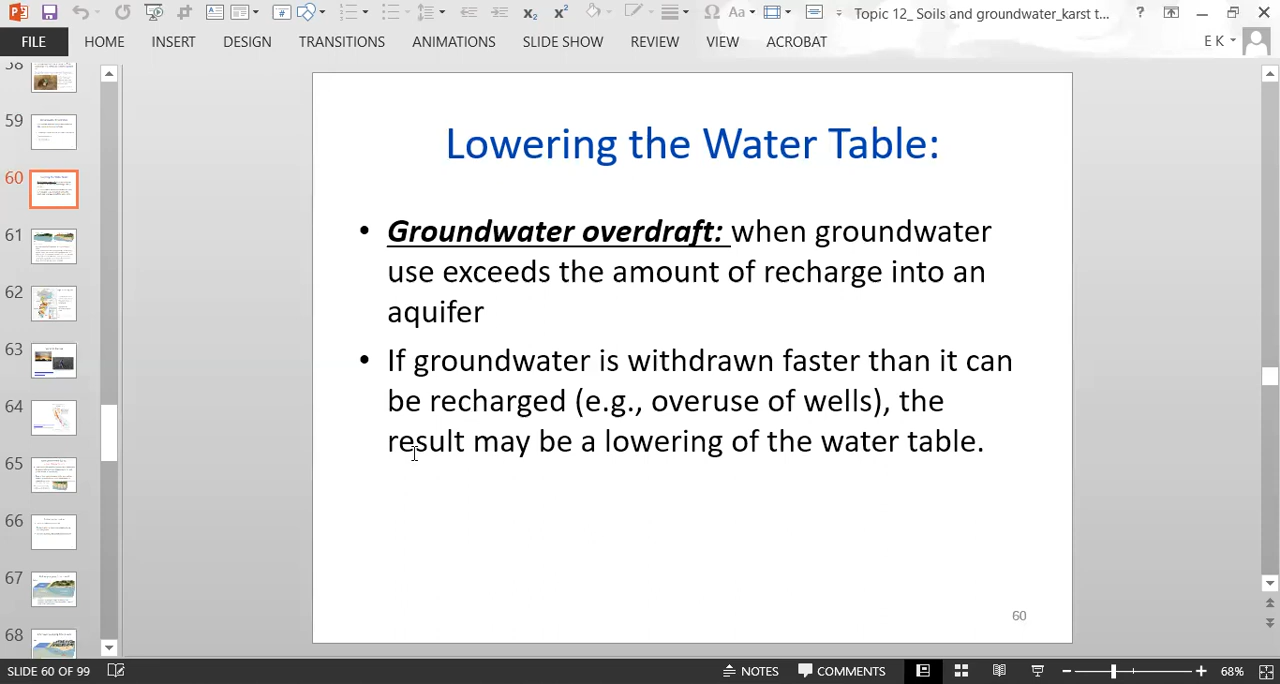 Topic 12_ Soils and groundwater_karst t...
FILE HOME INSERT DESIGN TRANSITIONS ANIMATIONS SLIDE SHOW REVIEW VIEW ACROBAT E K
58
59
60
61
62
63
64
65
66
67
68
Lowering the Water Table:
• Groundwater overdraft: when groundwater
use exceeds the amount of recharge into an
aquifer
• If groundwater is withdrawn faster than it can
be recharged (e.g., overuse of wells), the
result may be a lowering of the water table.
60
SLIDE 60 OF 99 NOTES COMMENTS 68%